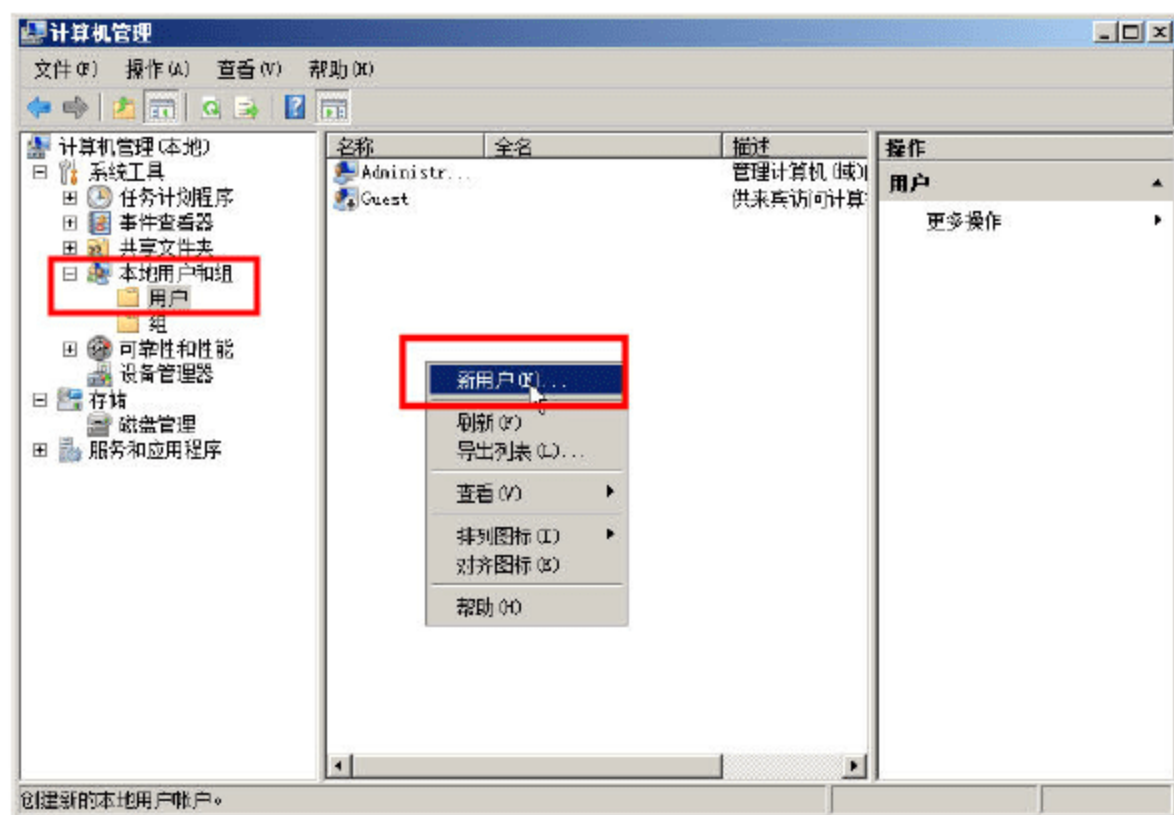 计算机管理
文件(F) 操作(A) 查看(V) 帮助(H)
计算机管理(本地)
系统工具
任务计划程序
事件查看器
共享文件夹
本地用户和组
用户
组
可靠性和性能
设备管理器
存储
磁盘管理
服务和应用程序
名称 全名 描述
Administr... 管理计算机(域)
Guest 供来宾访问计算
操作
用户
更多操作
新用户(N)...
刷新(F)
导出列表(L)...
查看(V)
排列图标(I)
对齐图标(E)
帮助(H)
创建新的本地用户帐户。